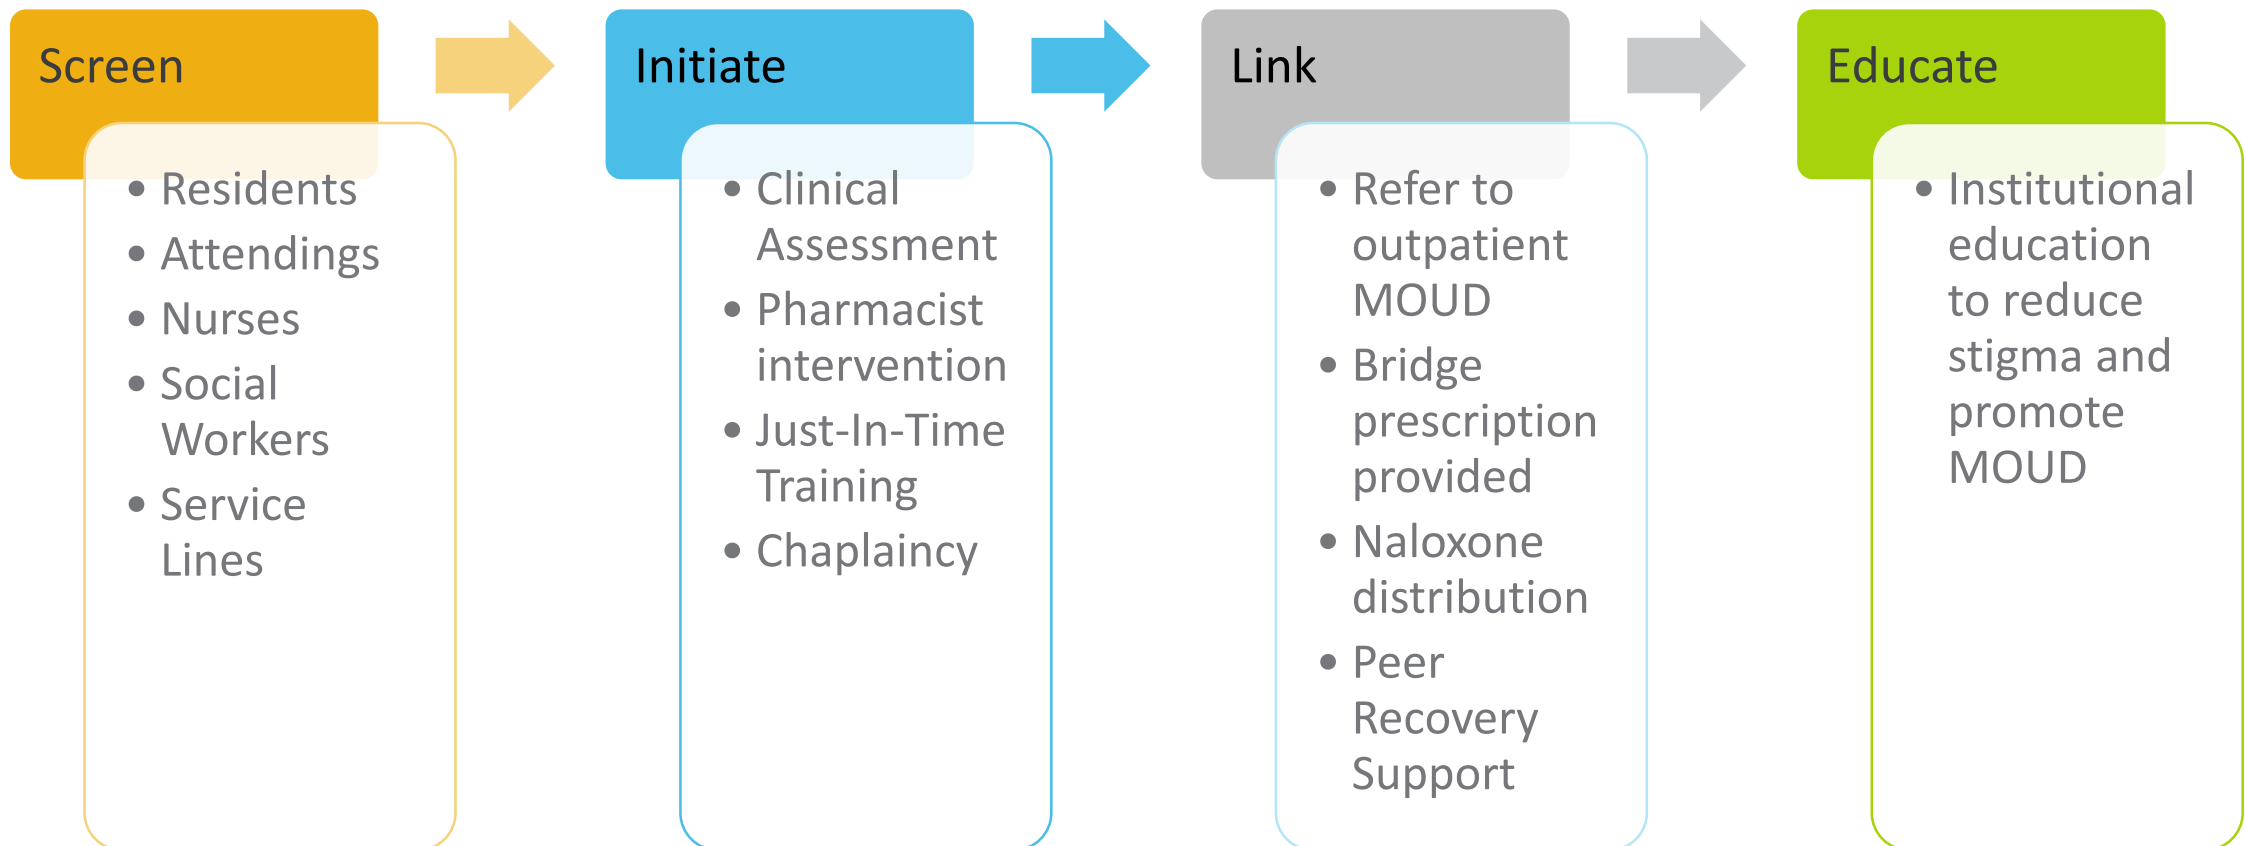 Screen
• Residents
• Attendings
• Nurses
• Social
Workers
• Service
Lines
Initiate
• Clinical
Assessment
• Pharmacist
intervention
• Just-In-Time
Training
• Chaplaincy
Link
• Refer to
outpatient
MOUD
• Bridge
prescription
provided
• Naloxone
distribution
• Peer
Recovery
Support
Educate
• Institutional
education
to reduce
stigma and
promote
MOUD